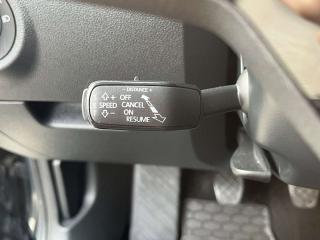 - DISTANCE +
+ OFF
SPEED CANCEL
- ON
RESUME